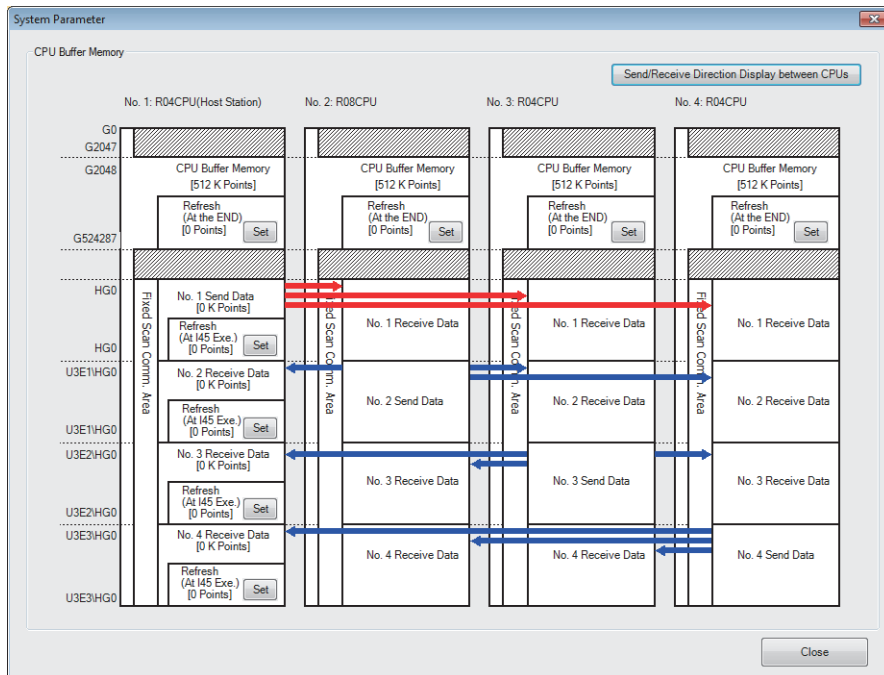 System Parameter
CPU Buffer Memory
Send/Receive Direction Display between CPUs
No. 1: R04CPU(Host Station)
No. 2: R08CPU
No. 3: R04CPU
No. 4: R04CPU
G0
G2047
G2048
G524287
HG0
HG0
U3E1\HG0
U3E1\HG0
U3E2\HG0
U3E2\HG0
U3E3\HG0
U3E3\HG0
CPU Buffer Memory
[512 K Points]
Refresh
(At the END)
[0 Points]
Set
Fixed Scan Comm. Area
No. 1 Send Data
[0 K Points]
Refresh
(At I45 Exe.)
[0 Points]
Set
No. 2 Receive Data
[0 K Points]
Refresh
(At I45 Exe.)
[0 Points]
Set
No. 3 Receive Data
[0 K Points]
Refresh
(At I45 Exe.)
[0 Points]
Set
No. 4 Receive Data
[0 K Points]
Refresh
(At I45 Exe.)
[0 Points]
Set
CPU Buffer Memory
[512 K Points]
Refresh
(At the END)
[0 Points]
Set
Fixed Scan Comm. Area
No. 1 Receive Data
No. 2 Send Data
No. 3 Receive Data
No. 4 Receive Data
CPU Buffer Memory
[512 K Points]
Refresh
(At the END)
[0 Points]
Set
Fixed Scan Comm. Area
No. 1 Receive Data
No. 2 Receive Data
No. 3 Send Data
No. 4 Receive Data
CPU Buffer Memory
[512 K Points]
Refresh
(At the END)
[0 Points]
Set
Fixed Scan Comm. Area
No. 1 Receive Data
No. 2 Receive Data
No. 3 Receive Data
No. 4 Send Data
Close